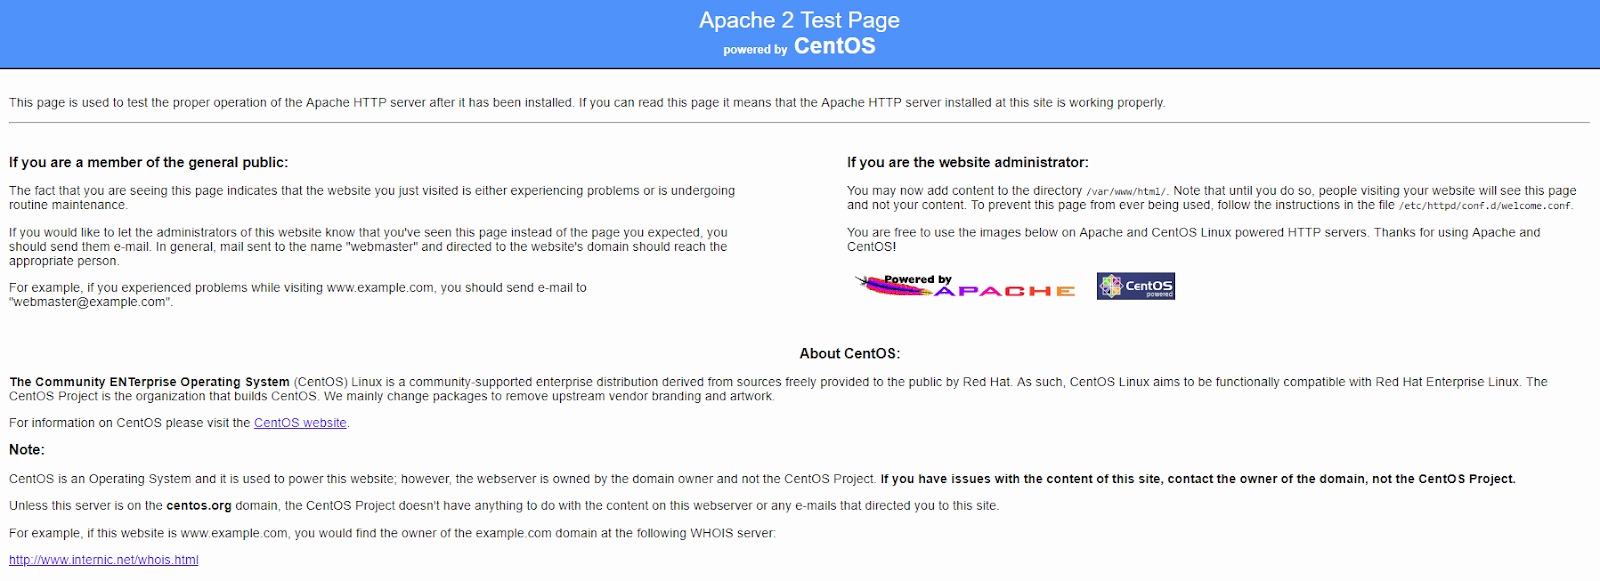 Apache 2 Test Page
powered by CentOS
This page is used to test the proper operation of the Apache HTTP server after it has been installed. If you can read this page it means that the Apache HTTP server installed at this site is working properly.
If you are a member of the general public:
The fact that you are seeing this page indicates that the website you just visited is either experiencing problems or is undergoing
routine maintenance.
If you would like to let the administrators of this website know that you've seen this page instead of the page you expected, you
should send them e-mail. In general, mail sent to the name "webmaster" and directed to the website's domain should reach the
appropriate person.
For example, if you experienced problems while visiting www.example.com, you should send e-mail to
"webmaster@example.com".
If you are the website administrator:
You may now add content to the directory /var/www/html/. Note that until you do so, people visiting your website will see this page
and not your content. To prevent this page from ever being used, follow the instructions in the file /etc/httpd/conf.d/welcome.conf.
You are free to use the images below on Apache and CentOS Linux powered HTTP servers. Thanks for using Apache and
CentOS!
Powered by
APACHE
CentOS
powered
About CentOS:
The Community ENTerprise Operating System (CentOS) Linux is a community-supported enterprise distribution derived from sources freely provided to the public by Red Hat. As such, CentOS Linux aims to be functionally compatible with Red Hat Enterprise Linux. The
CentOS Project is the organization that builds CentOS. We mainly change packages to remove upstream vendor branding and artwork.
For information on CentOS please visit the CentOS website.
Note:
CentOS is an Operating System and it is used to power this website; however, the webserver is owned by the domain owner and not the CentOS Project. If you have issues with the content of this site, contact the owner of the domain, not the CentOS Project.
Unless this server is on the centos.org domain, the CentOS Project doesn't have anything to do with the content on this webserver or any e-mails that directed you to this site.
For example, if this website is www.example.com, you would find the owner of the example.com domain at the following WHOIS server:
http://www.internic.net/whois.html